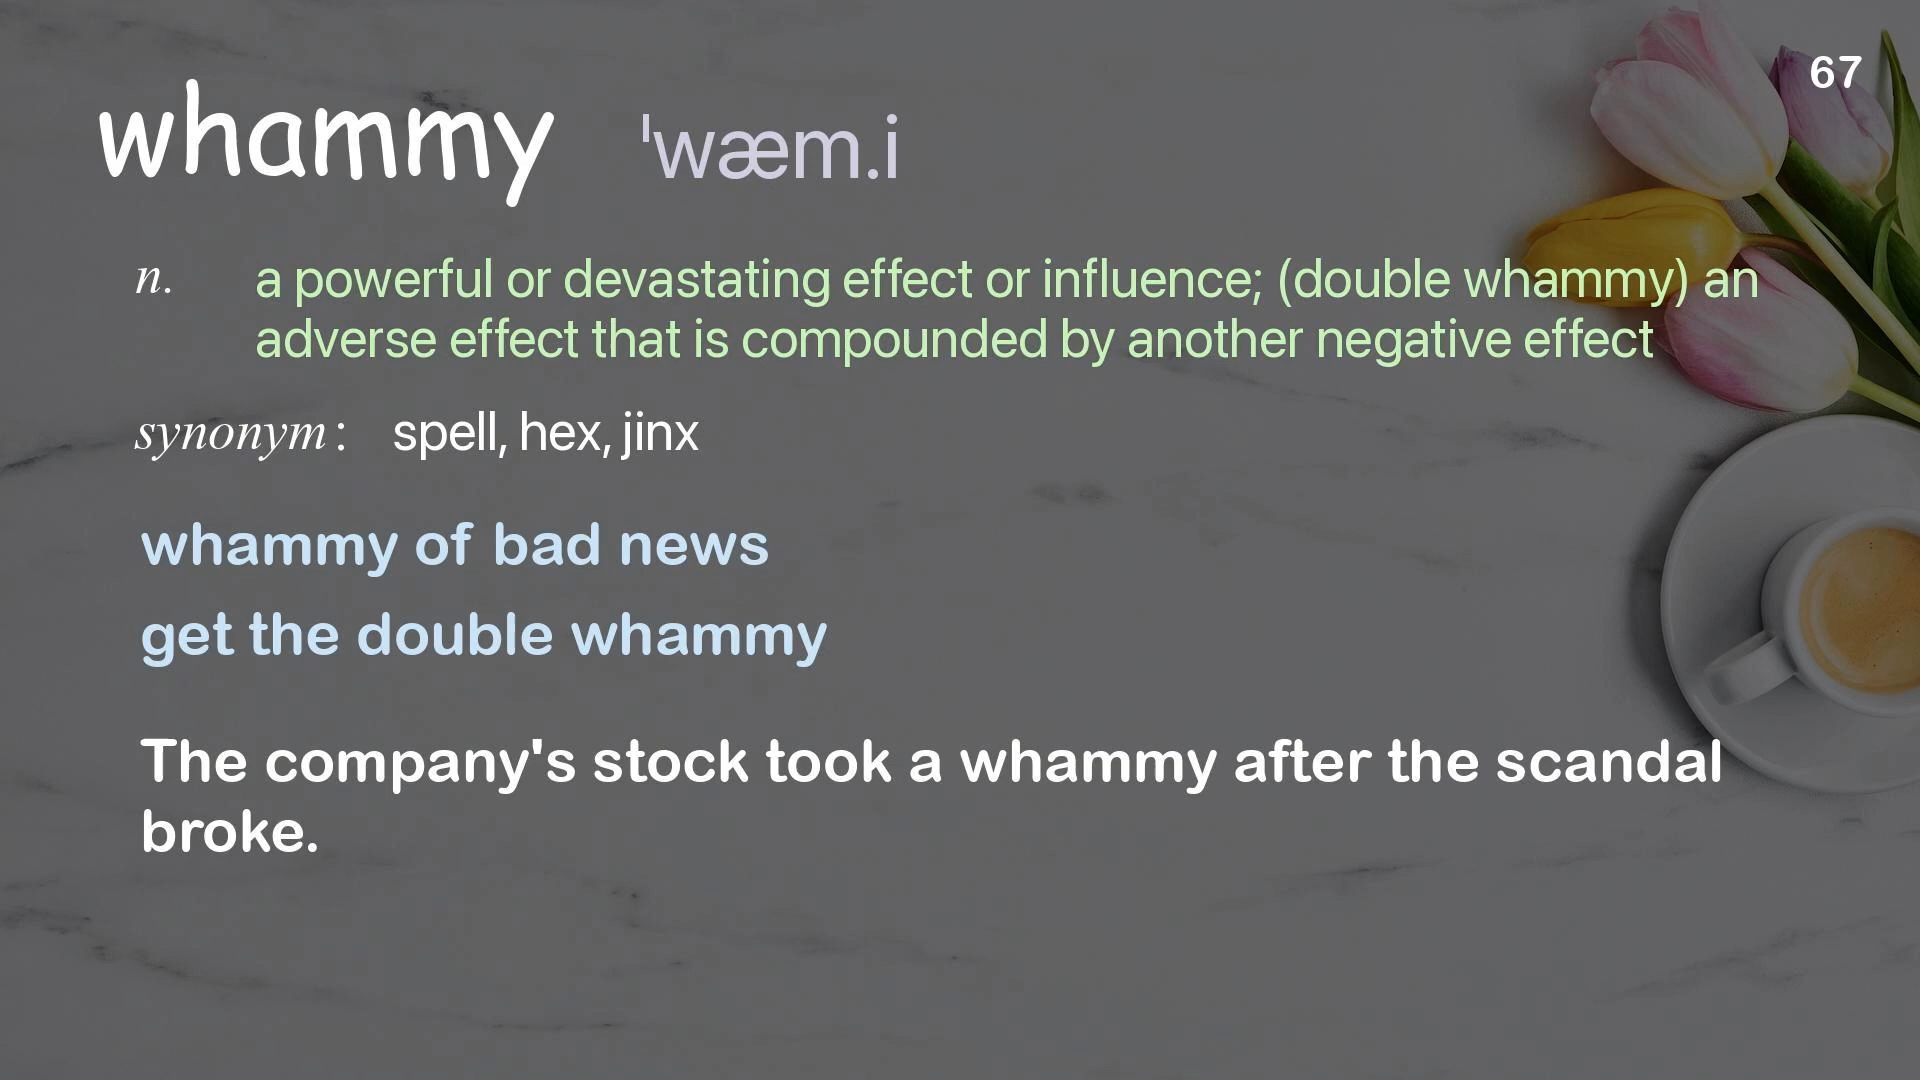 67
whammy ˈwæm.i
n. a powerful or devastating effect or influence; (double whammy) an
adverse effect that is compounded by another negative effect
synonym: spell, hex, jinx
whammy of bad news
get the double whammy
The company's stock took a whammy after the scandal
broke.